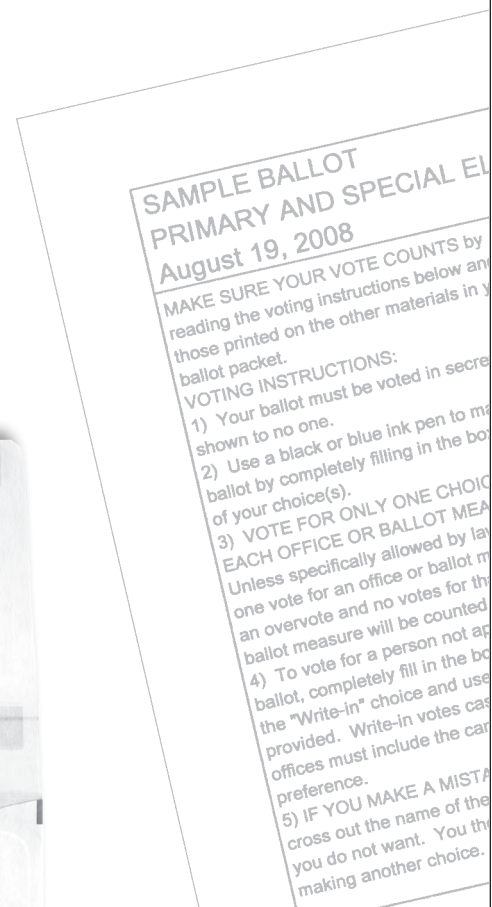 SAMPLE BALLOT
PRIMARY AND SPECIAL EL
August 19, 2008
MAKE SURE YOUR VOTE COUNTS by
reading the voting instructions below and
those printed on the other materials in y
ballot packet.
VOTING INSTRUCTIONS:
1) Your ballot must be voted in secre
shown to no one.
2) Use a black or blue ink pen to ma
ballot by completely filling in the box
of your choice(s).
3) VOTE FOR ONLY ONE CHOIC
EACH OFFICE OR BALLOT MEA
Unless specifically allowed by law
one vote for an office or ballot m
an overvote and no votes for tha
ballot measure will be counted
4) To vote for a person not ap
ballot, completely fill in the bo
the "Write-in" choice and use
provided. Write-in votes cas
offices must include the can
preference.
5) IF YOU MAKE A MISTA
cross out the name of the
you do not want. You the
making another choice.